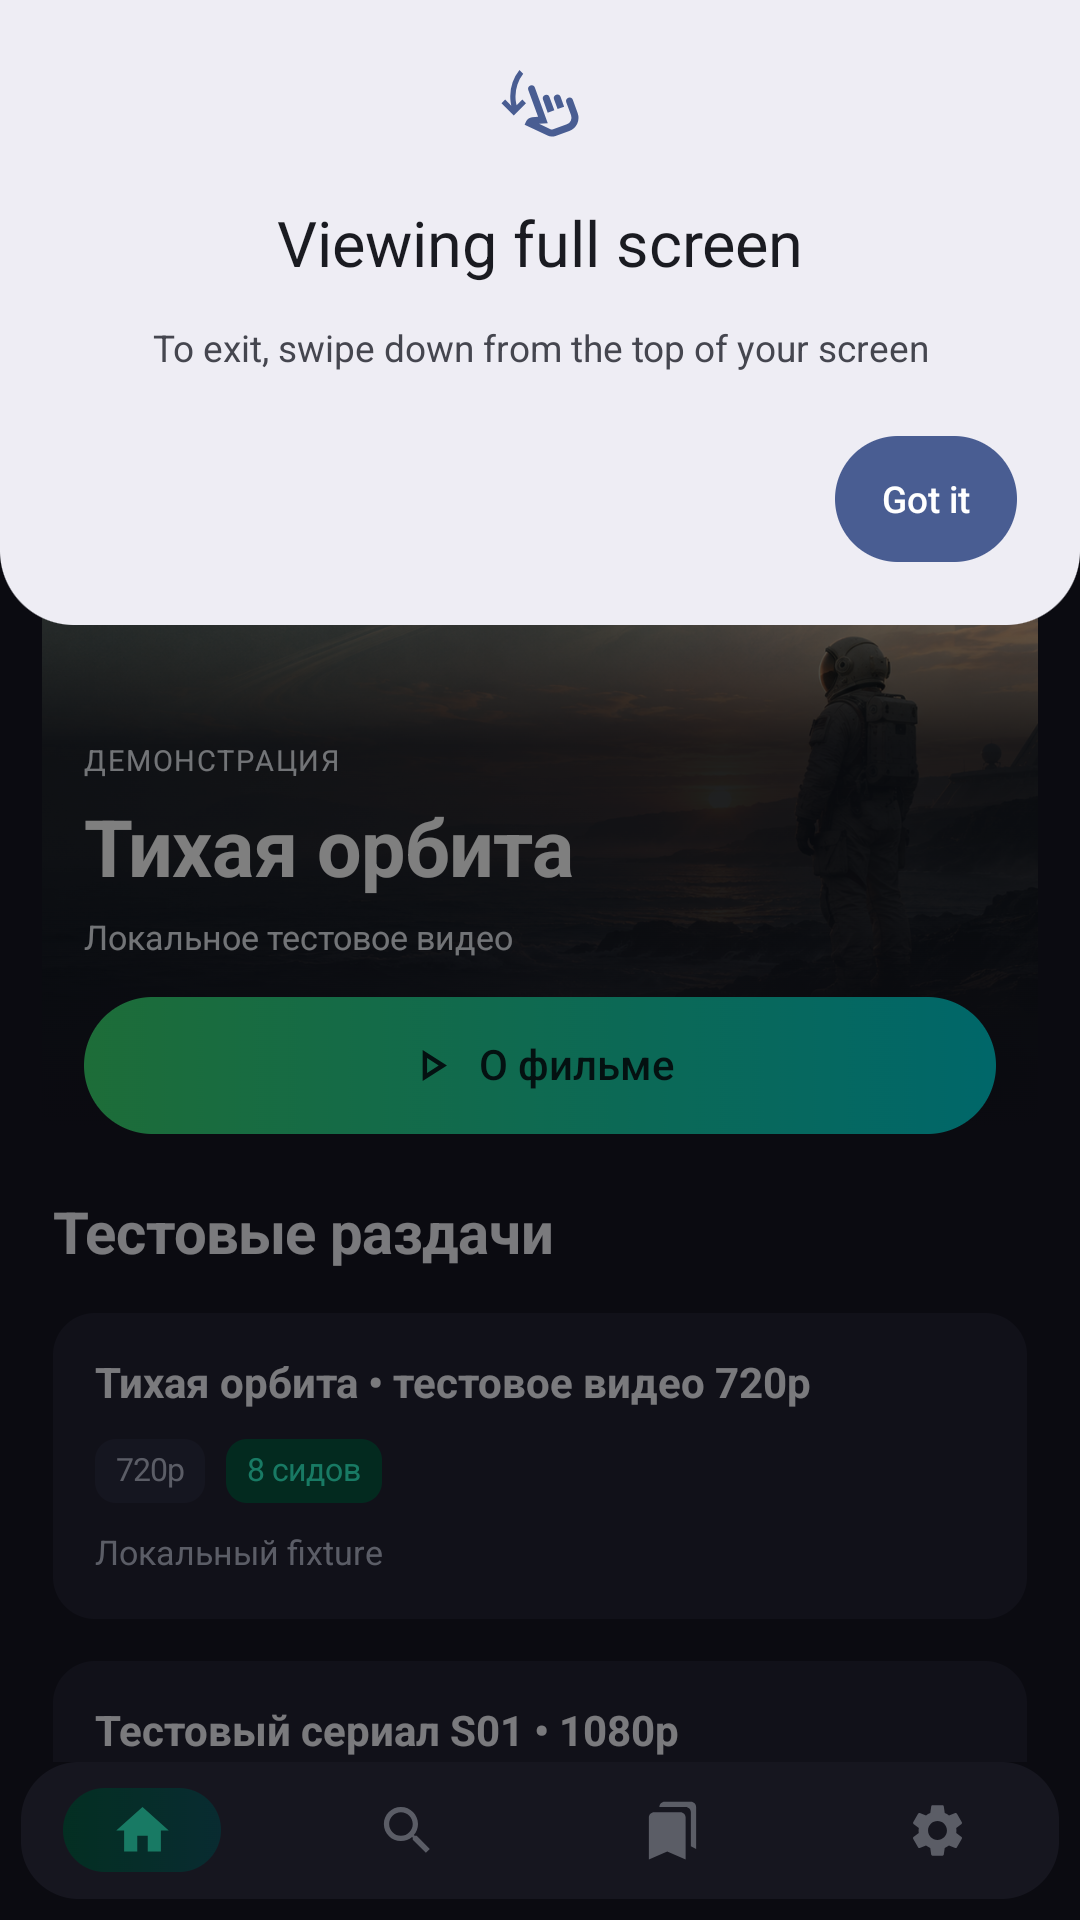 Viewing full screen
To exit, swipe down from the top of your screen
Got it
ДЕМОНСТРАЦИЯ
Тихая орбита
Локальное тестовое видео
О фильме
Тестовые раздачи
Тихая орбита • тестовое видео 720p
720p
8 сидов
Локальный fixture
Тестовый сериал S01 • 1080p